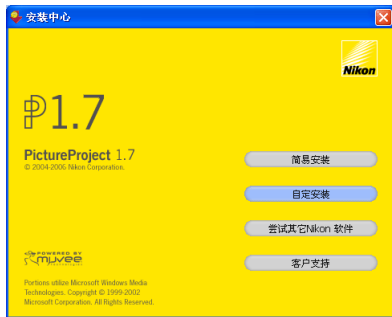 安装中心
Nikon
P1.7
PictureProject 1.7
© 2004-2006 Nikon Corporation.
简易安装
自定安装
尝试其它Nikon 软件
客户支持
POWERED BY
muvee
Portions utilize Microsoft Windows Media
Technologies. Copyright © 1999-2002
Microsoft Corporation. All Rights Reserved.